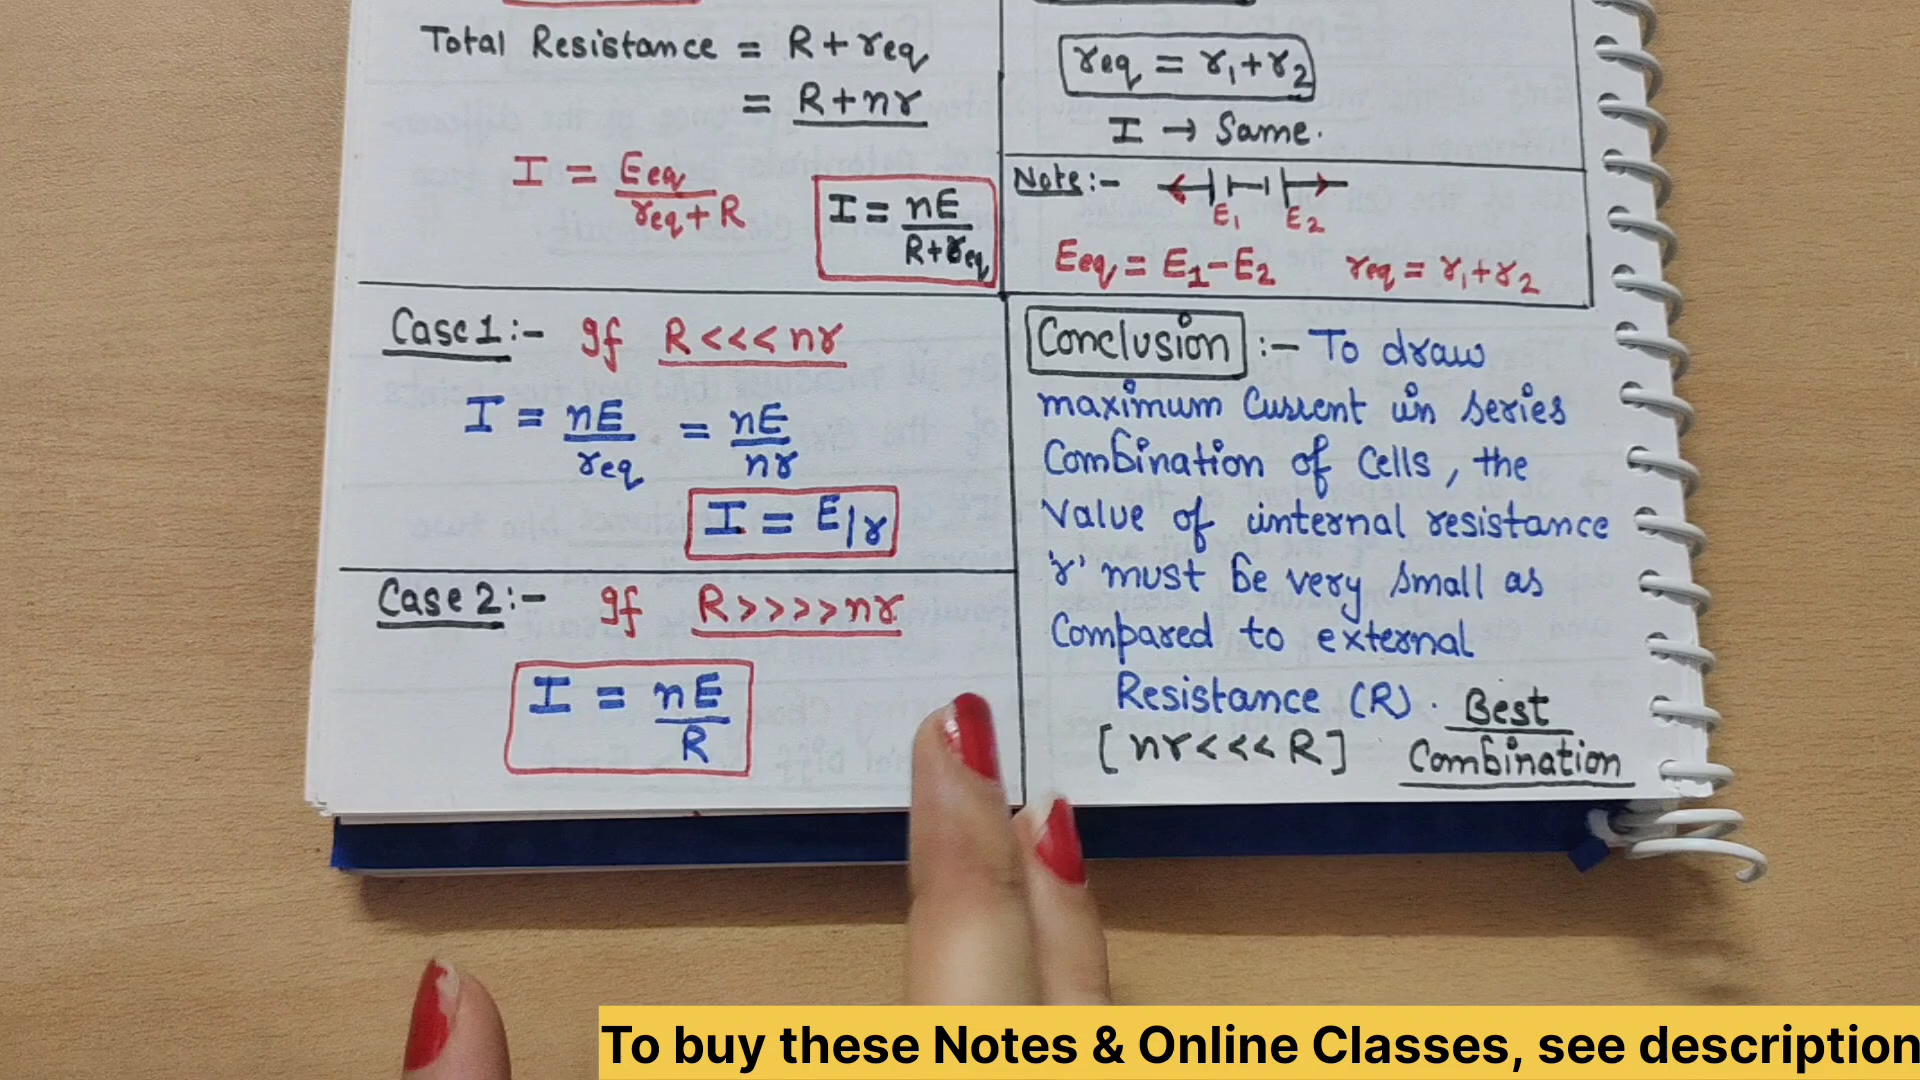 Total Resistance = R + req
= R + nr
I = Eeq / req + R
I = nE / R + req
Case 1 :- If R <<< nr
I = nE / req = nE / nr
I = E/r
Case 2 :- If R >>>> nr
I = nE / R
req = r1 + r2
I → Same.
Note :-
E1 E2
Eeq = E1 - E2 req = r1 + r2
Conclusion :- To draw
maximum Current in series
Combination of Cells, the
Value of internal resistance
'r' must be very small as
Compared to external
Resistance (R). Best
[nr <<< R] Combination
To buy these Notes & Online Classes, see description